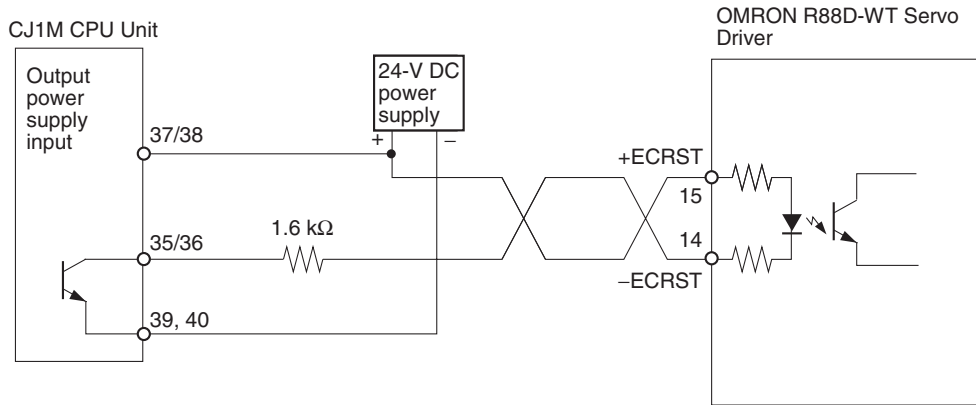 CJ1M CPU Unit
OMRON R88D-WT Servo
Driver
Output
power
supply
input
24-V DC
power
supply
+
−
37/38
+ECRST
15
1.6 kΩ
35/36
14
−ECRST
39, 40